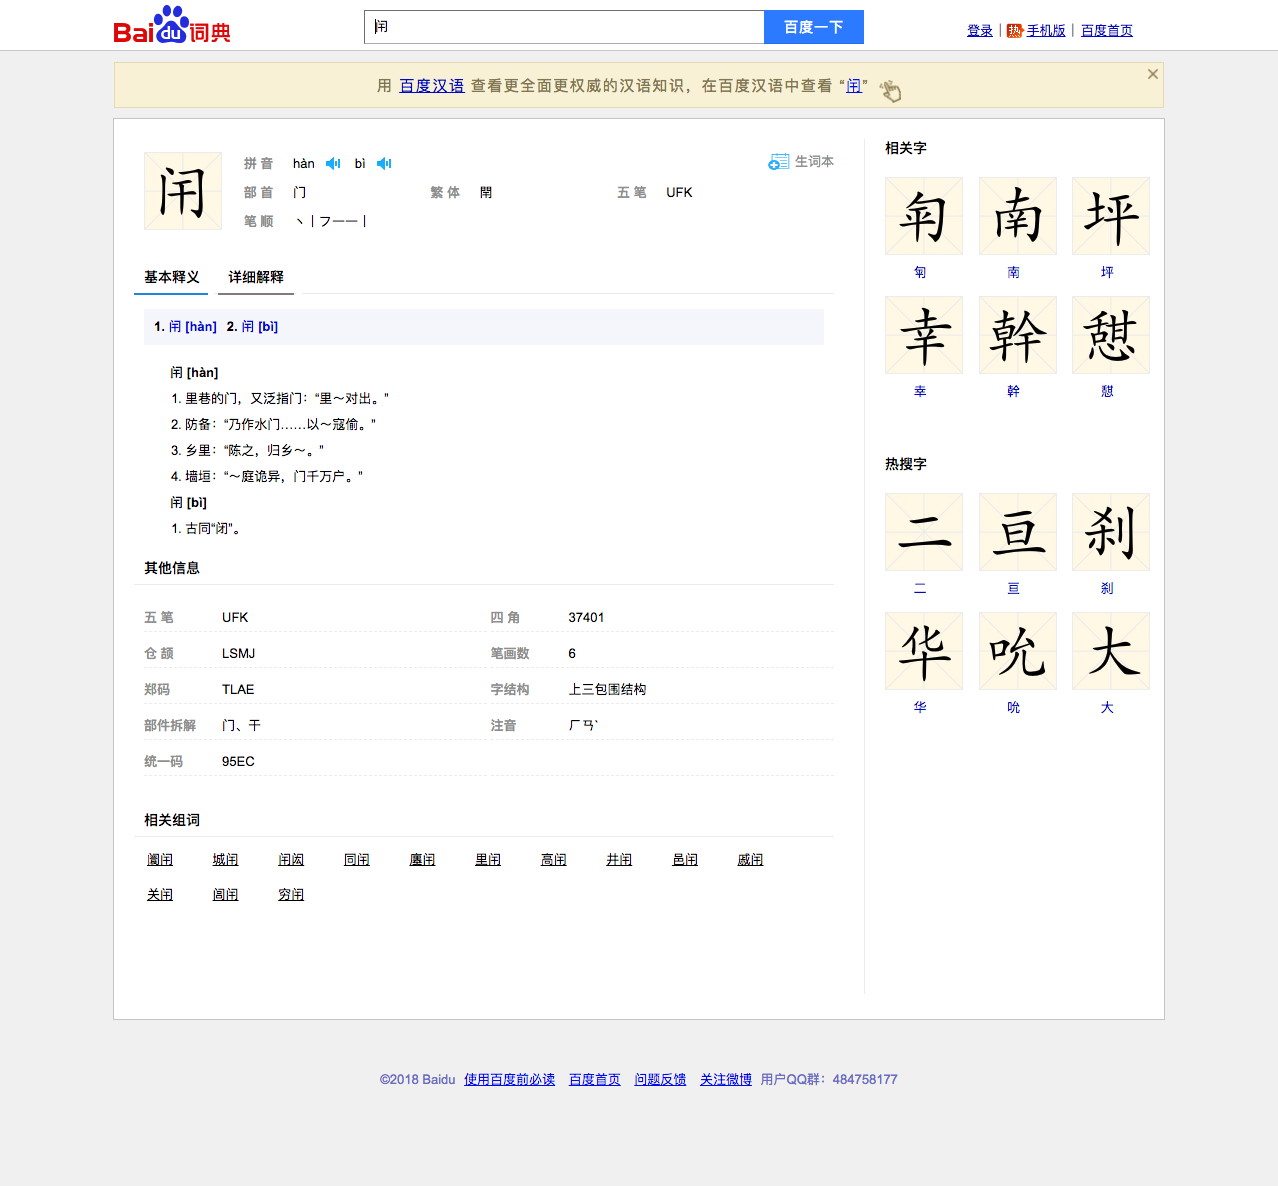 Baidu词典
闬
百度一下
登录 | 热 手机版 | 百度首页
用 百度汉语 查看更全面更权威的汉语知识，在百度汉语中查看 “闬”
闬
拼 音 hàn bì
生词本
部 首 门 繁 体 閈 五 笔 UFK
笔 顺 丶丨フ一一丨
基本释义 详细解释
1. 闬 [hàn] 2. 闬 [bì]
闬 [hàn]
1. 里巷的门，又泛指门：“里～对出。”
2. 防备：“乃作水门……以～寇偷。”
3. 乡里：“陈之，归乡～。”
4. 墙垣：“～庭诡异，门千万户。”
闬 [bì]
1. 古同“闭”。
其他信息
五 笔 UFK 四 角 37401
仓 颉 LSMJ 笔画数 6
郑码 TLAE 字结构 上三包围结构
部件拆解 门、干 注音 ㄏㄢˋ
统一码 95EC
相关组词
阛闬 城闬 闬闳 同闬 廛闬 里闬 高闬 井闬 邑闬 戚闬
关闬 闾闬 穷闬
相关字
匉 南 坪
匉 南 坪
幸 幹 憇
幸 幹 憇
热搜字
二 亘 刹
二 亘 刹
华 吮 大
华 吮 大
©2018 Baidu 使用百度前必读 百度首页 问题反馈 关注微博 用户QQ群：484758177